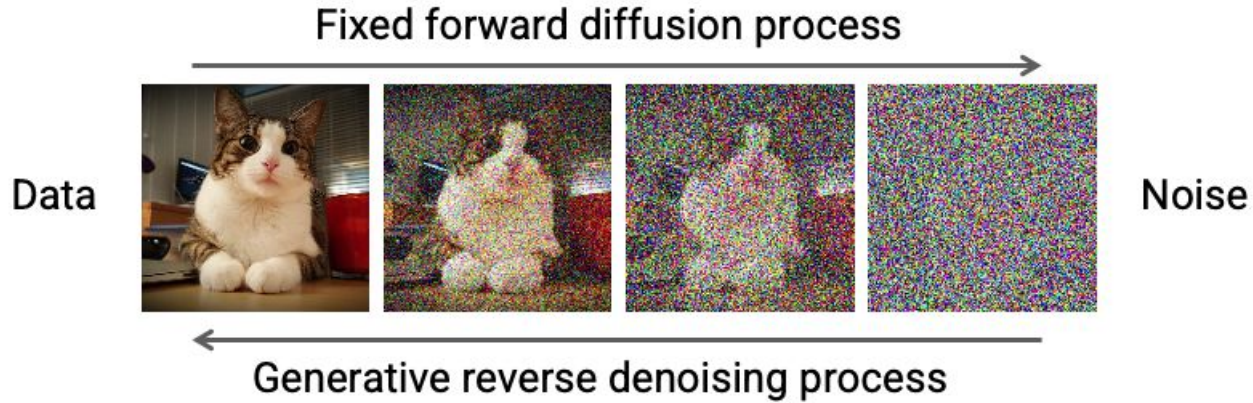 Fixed forward diffusion process
Data
Noise
Generative reverse denoising process